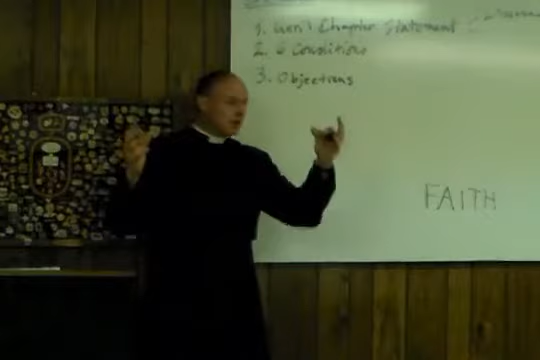 1. Gen'l Chapter Statement
2. 6 Conditions
3. Objections
FAITH